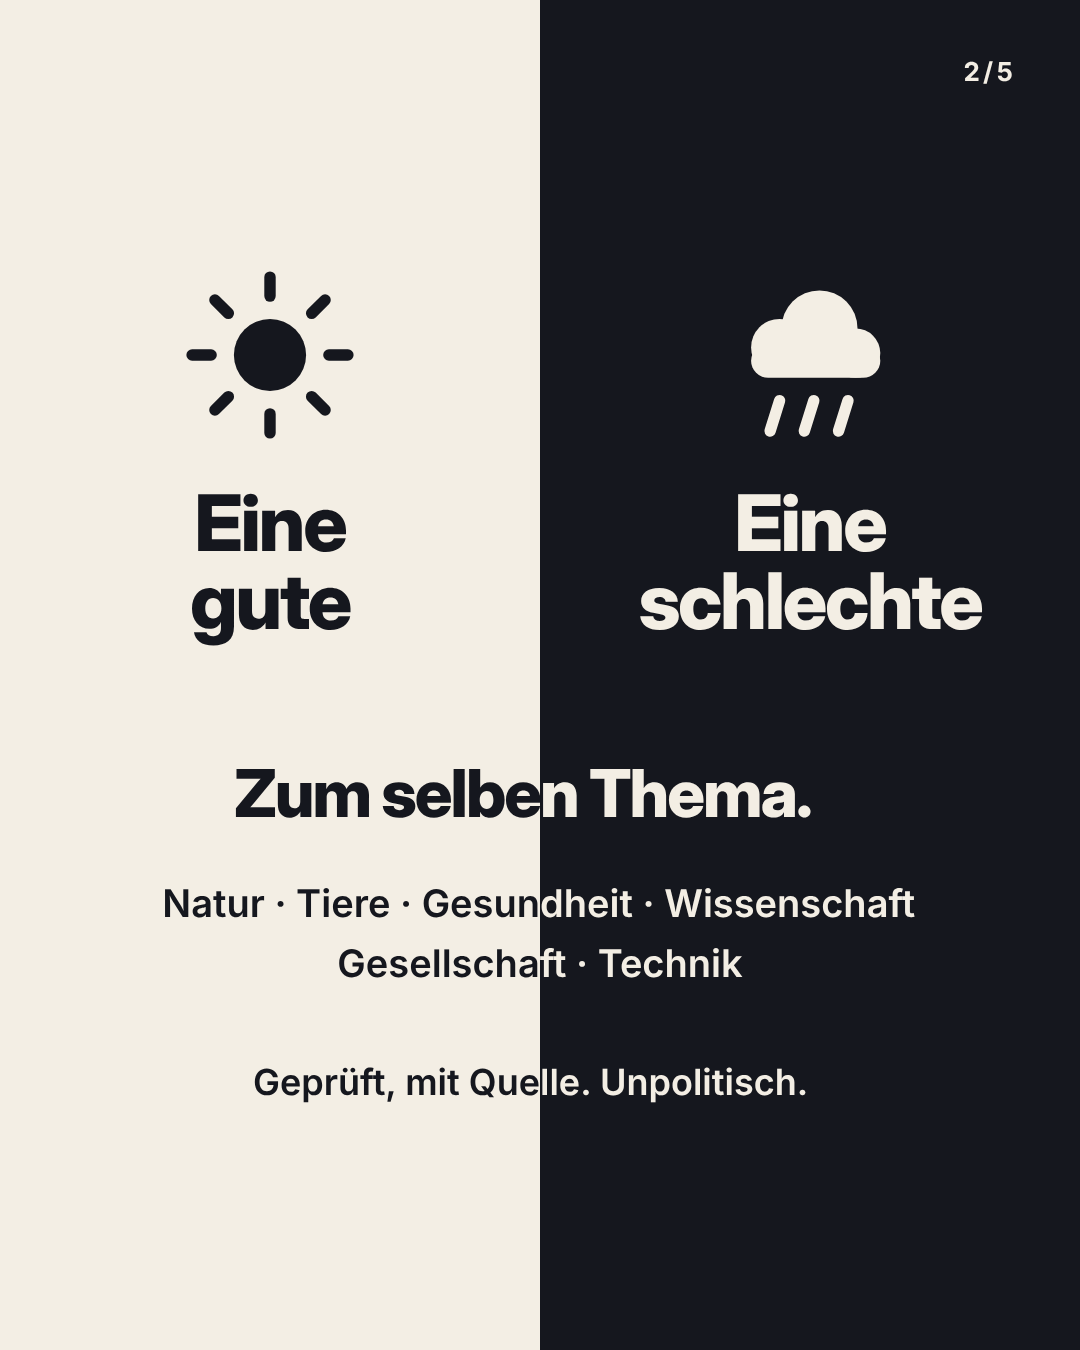 2/5
Eine
gute
Eine
schlechte
Zum selben Thema.
Natur · Tiere · Gesundheit · Wissenschaft
Gesellschaft · Technik
Geprüft, mit Quelle. Unpolitisch.